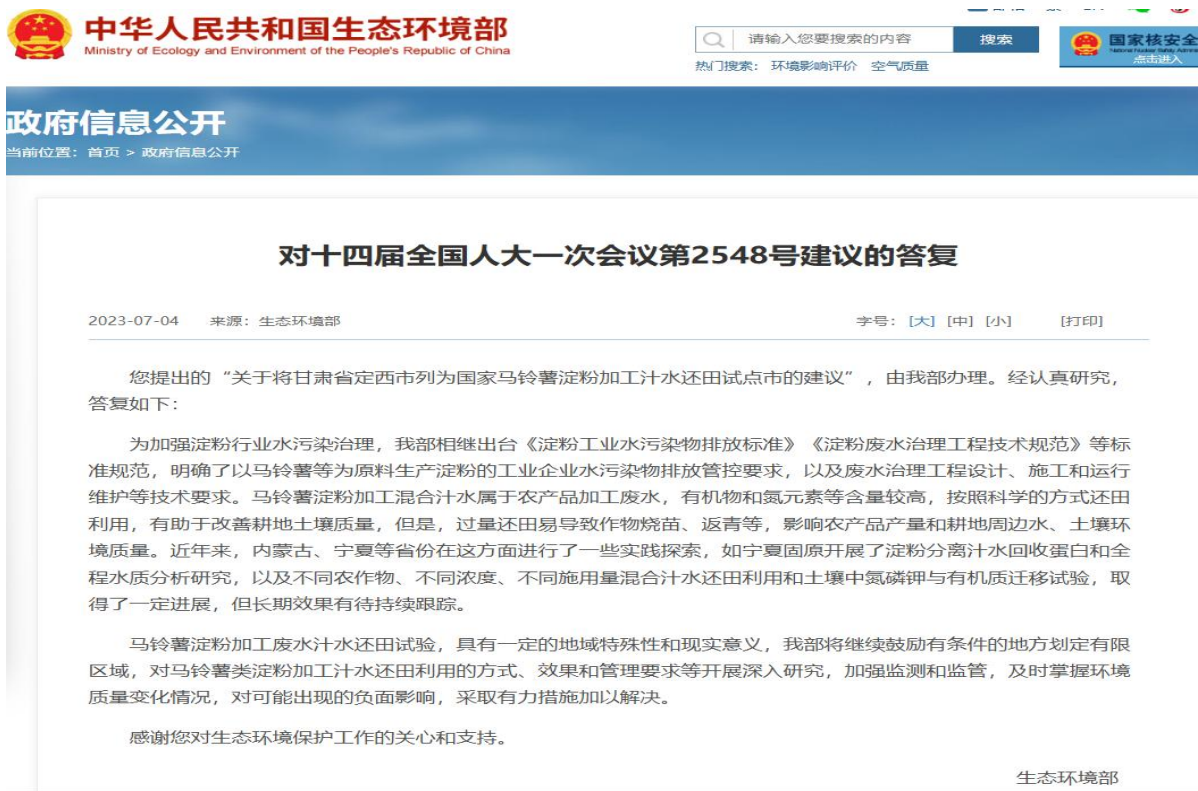 中华人民共和国生态环境部
Ministry of Ecology and Environment of the People's Republic of China
请输入您要搜索的内容
搜索
热门搜索： 环境影响评价 空气质量
国家核安全
点击进入
政府信息公开
当前位置：首页 > 政府信息公开
对十四届全国人大一次会议第2548号建议的答复
2023-07-04 来源：生态环境部 字号：[大] [中] [小] [打印]
您提出的“关于将甘肃省定西市列为国家马铃薯淀粉加工汁水还田试点市的建议”，由我部办理。经认真研究，
答复如下：
为加强淀粉行业水污染治理，我部相继出台《淀粉工业水污染物排放标准》《淀粉废水治理工程技术规范》等标
准规范，明确了以马铃薯等为原料生产淀粉的工业企业水污染物排放管控要求，以及废水治理工程设计、施工和运行
维护等技术要求。马铃薯淀粉加工混合汁水属于农产品加工废水，有机物和氮元素等含量较高，按照科学的方式还田
利用，有助于改善耕地土壤质量，但是，过量还田易导致作物烧苗、返青等，影响农产品产量和耕地周边水、土壤环
境质量。近年来，内蒙古、宁夏等省份在这方面进行了一些实践探索，如宁夏固原开展了淀粉分离汁水回收蛋白和全
程水质分析研究，以及不同农作物、不同浓度、不同施用量混合汁水还田利用和土壤中氮磷钾与有机质迁移试验，取
得了一定进展，但长期效果有待持续跟踪。
马铃薯淀粉加工废水汁水还田试验，具有一定的地域特殊性和现实意义，我部将继续鼓励有条件的地方划定有限
区域，对马铃薯类淀粉加工汁水还田利用的方式、效果和管理要求等开展深入研究，加强监测和监管，及时掌握环境
质量变化情况，对可能出现的负面影响，采取有力措施加以解决。
感谢您对生态环境保护工作的关心和支持。
生态环境部